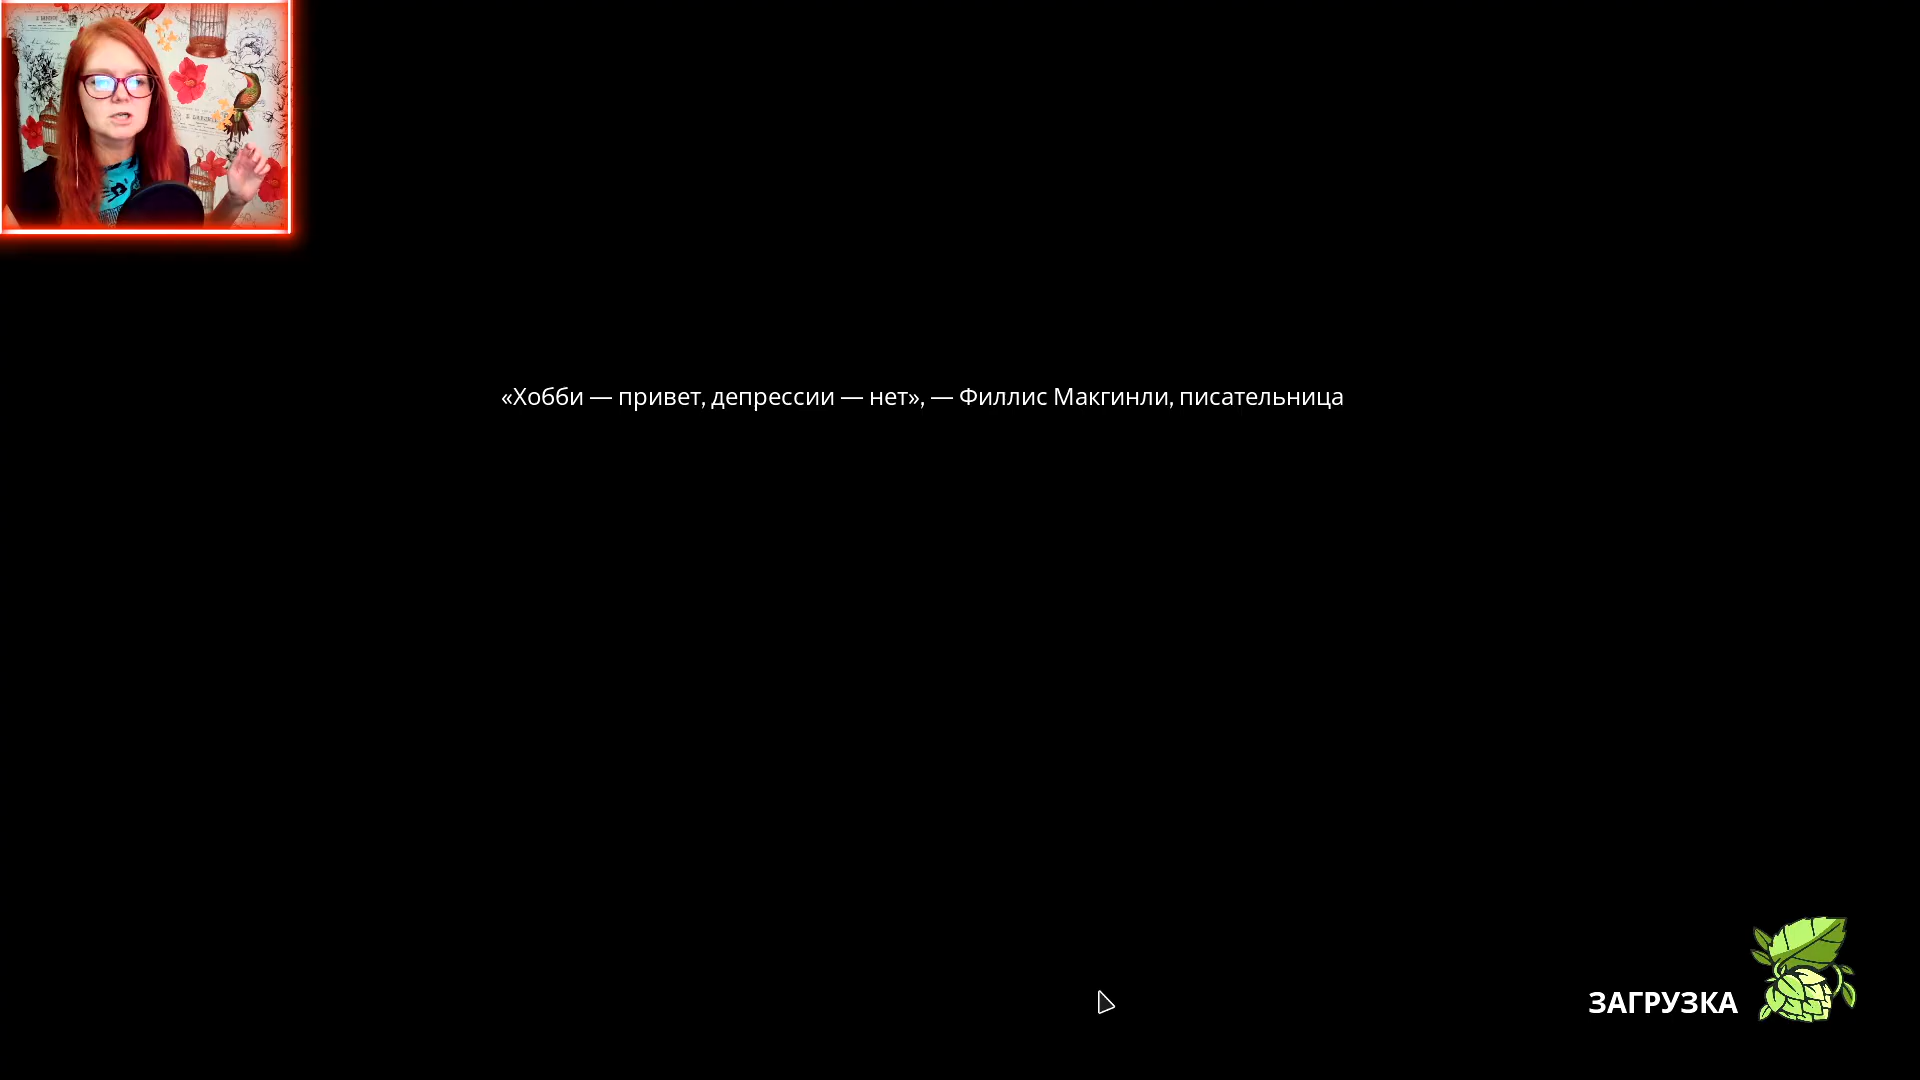 «Хобби — привет, депрессии — нет», — Филлис Макгинли, писательница
ЗАГРУЗКА